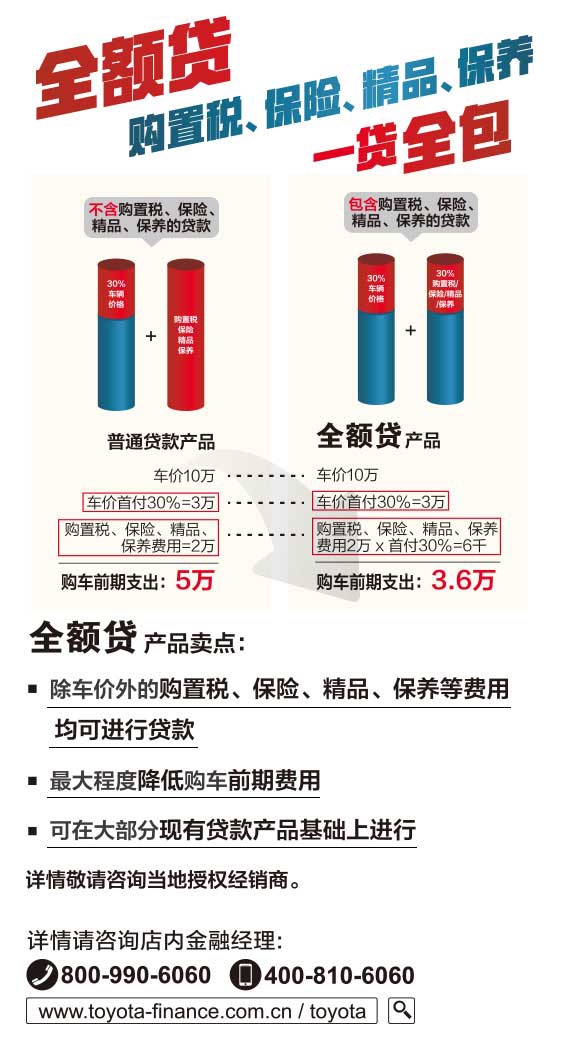 全额贷
购置税、保险、精品、保养
一贷全包
不含购置税、保险、
精品、保养的贷款
30%
车辆
价格
+
购置税
保险
精品
保养
普通贷款产品
车价10万
车价首付30%=3万
购置税、保险、精品、
保养费用=2万
购车前期支出：5万
包含购置税、保险、
精品、保养的贷款
30%
车辆
价格
+
30%
购置税/
保险/精品
/保养
全额贷产品
车价10万
车价首付30%=3万
购置税、保险、精品、保养
费用2万 x 首付30%=6千
购车前期支出：3.6万
全额贷 产品卖点：
▪ 除车价外的购置税、保险、精品、保养等费用
均可进行贷款
▪ 最大程度降低购车前期费用
▪ 可在大部分现有贷款产品基础上进行
详情敬请咨询当地授权经销商。
详情请咨询店内金融经理：
800-990-6060 400-810-6060
www.toyota-finance.com.cn / toyota